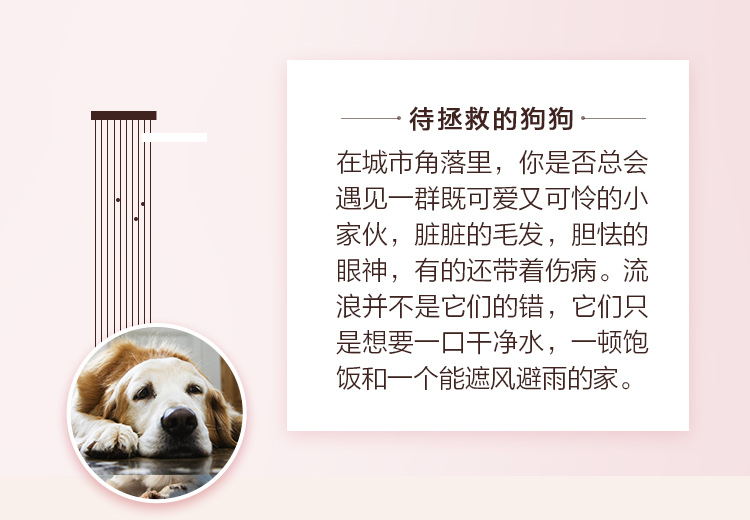 待拯救的狗狗
在城市角落里，你是否总会
遇见一群既可爱又可怜的小
家伙，脏脏的毛发，胆怯的
眼神，有的还带着伤病。流
浪并不是它们的错，它们只
是想要一口干净水，一顿饱
饭和一个能遮风避雨的家。